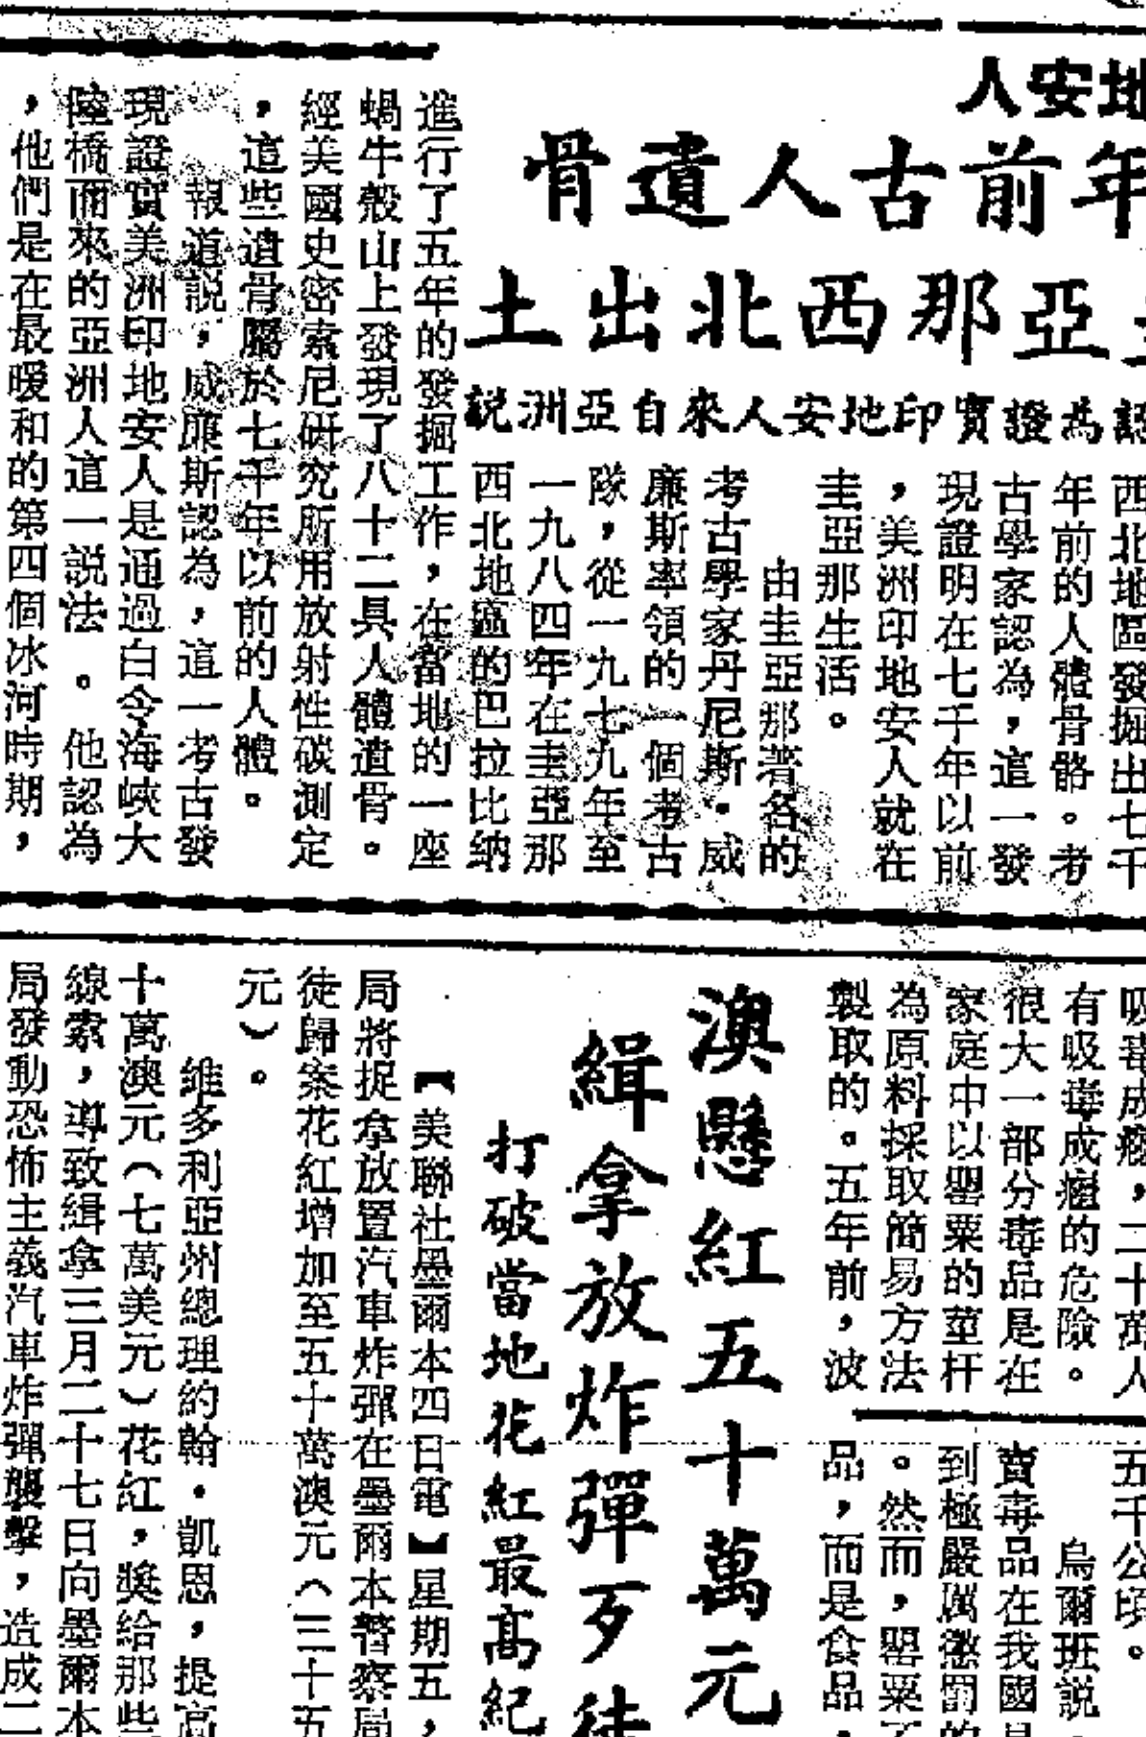 地安人
年前古人遺骨
亞那西北出土
認為證實印地安人來自亞洲說
西北地區發掘出七千
年前的人體骨骼。考
古學家認為，這一發
現證明在七千年以前
，美洲印地安人就在
圭亞那生活。
由圭亞那著名的
考古學家丹尼斯·威
廉斯率領的一個考古
隊，從一九七九年至
一九八四年在圭亞那
西北地區的巴拉比納
進行了五年的發掘工作，在當地的一座
蝸牛殼山上發現了八十二具人體遺骨。
經美國史密索尼研究所用放射性碳測定
，這些遺骨屬於七千年以前的人體。
報道說，威廉斯認為，這一考古發
現證實美洲印地安人是通過白令海峽大
陸橋而來的亞洲人這一說法。他認為
，他們是在最暖和的第四個冰河時期，
吸毒成癮，二十萬人
有吸毒成癮的危險。
很大一部分毒品是在
家庭中以罌粟的莖杆
為原料採取簡易方法
製取的。五年前，波
五千公頃。
烏爾班說
賣毒品在我國是
到極嚴厲懲罰的
。然而，罌粟不
品，而是食品，
澳懸紅五十萬元
緝拿放炸彈歹徒
打破當地花紅最高紀
【美聯社墨爾本四日電】星期五，
局將捉拿放置汽車炸彈在墨爾本警察局
徒歸案花紅增加至五十萬澳元（三十五
元）。
維多利亞州總理約翰·凱恩，提高
十萬澳元（七萬美元）花紅，獎給那些
線索，導致緝拿三月二十七日向墨爾本
局發動恐怖主義汽車炸彈襲擊，造成二